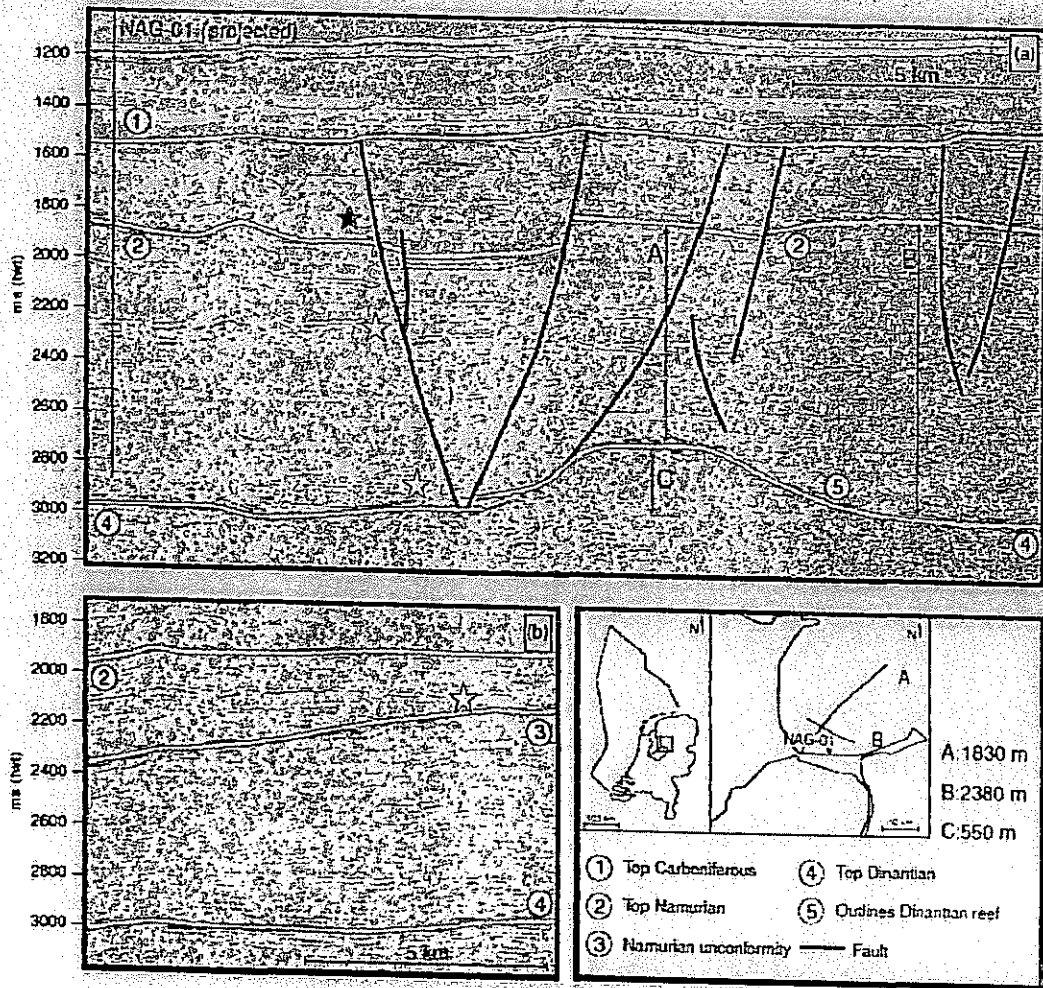 NAG-01 (projected)
(a)
5 km
1200
1400
1600
1800
2000
2200
2400
2600
2800
3000
3200
ms (twt)
1
2
A
2
B
C
5
4
4
(b)
1800
2000
2200
2400
2600
2800
3000
ms (twt)
2
3
4
5 km
N
N
A
NAG-01
B
A:1830 m
B:2380 m
C:550 m
1 Top Carboniferous
4 Top Dinantian
2 Top Namurian
5 Outlines Dinantian reef
3 Namurian unconformity
Fault